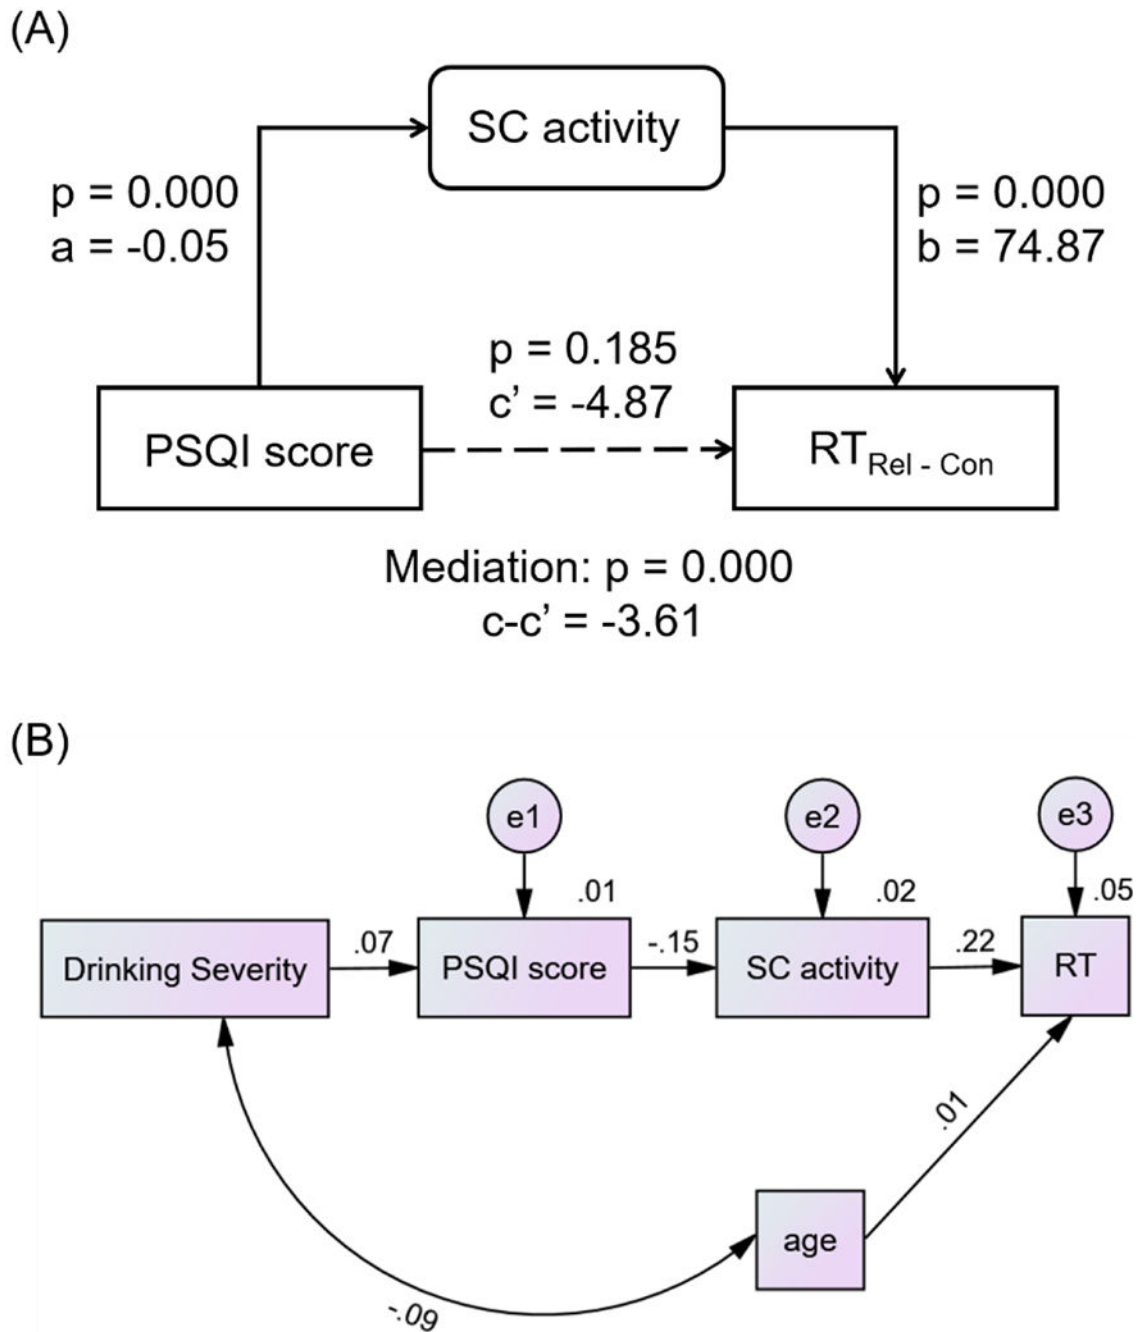 (A)
SC activity
p = 0.000
a = -0.05
p = 0.000
b = 74.87
p = 0.185
c’ = -4.87
PSQI score
RT Rel - Con
Mediation: p = 0.000
c-c’ = -3.61
(B)
e1
e2
e3
.01
.02
.05
Drinking Severity
.07
PSQI score
-.15
SC activity
.22
RT
.01
age
-.09